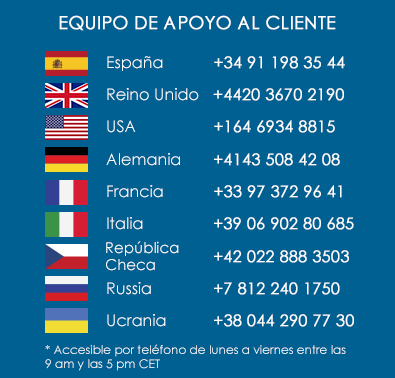 EQUIPO DE APOYO AL CLIENTE
España +34 91 198 35 44
Reino Unido +4420 3670 2190
USA +164 6934 8815
Alemania +4143 508 42 08
Francia +33 97 372 96 41
Italia +39 06 902 80 685
República
Checa +42 022 888 3503
Russia +7 812 240 1750
Ucrania +38 044 290 77 30
* Accesible por teléfono de lunes a viernes entre las
9 am y las 5 pm CET